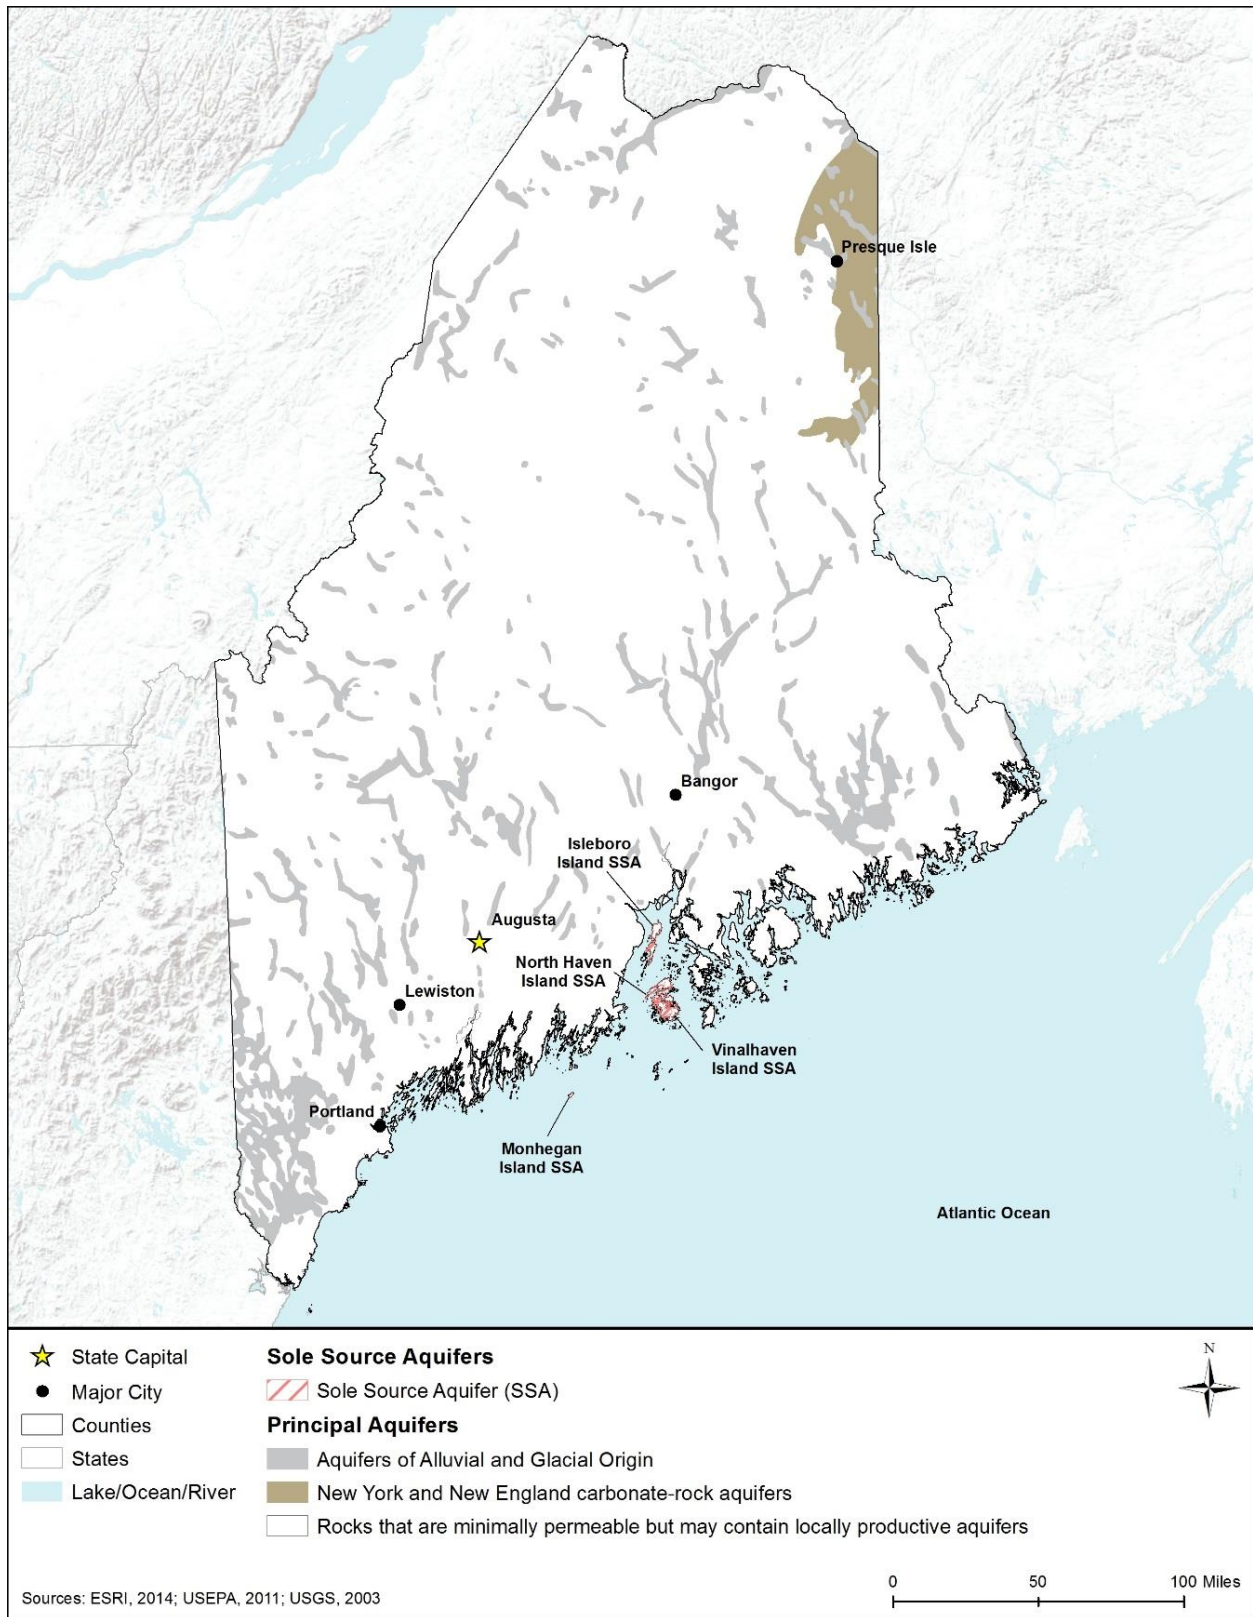 Presque Isle
Bangor
Isleboro
Island SSA
Augusta
North Haven
Island SSA
Lewiston
Vinalhaven
Island SSA
Portland
Monhegan
Island SSA
Atlantic Ocean
State Capital
Major City
Counties
States
Lake/Ocean/River
Sole Source Aquifers
Sole Source Aquifer (SSA)
Principal Aquifers
Aquifers of Alluvial and Glacial Origin
New York and New England carbonate-rock aquifers
Rocks that are minimally permeable but may contain locally productive aquifers
N
0 50 100 Miles
Sources: ESRI, 2014; USEPA, 2011; USGS, 2003